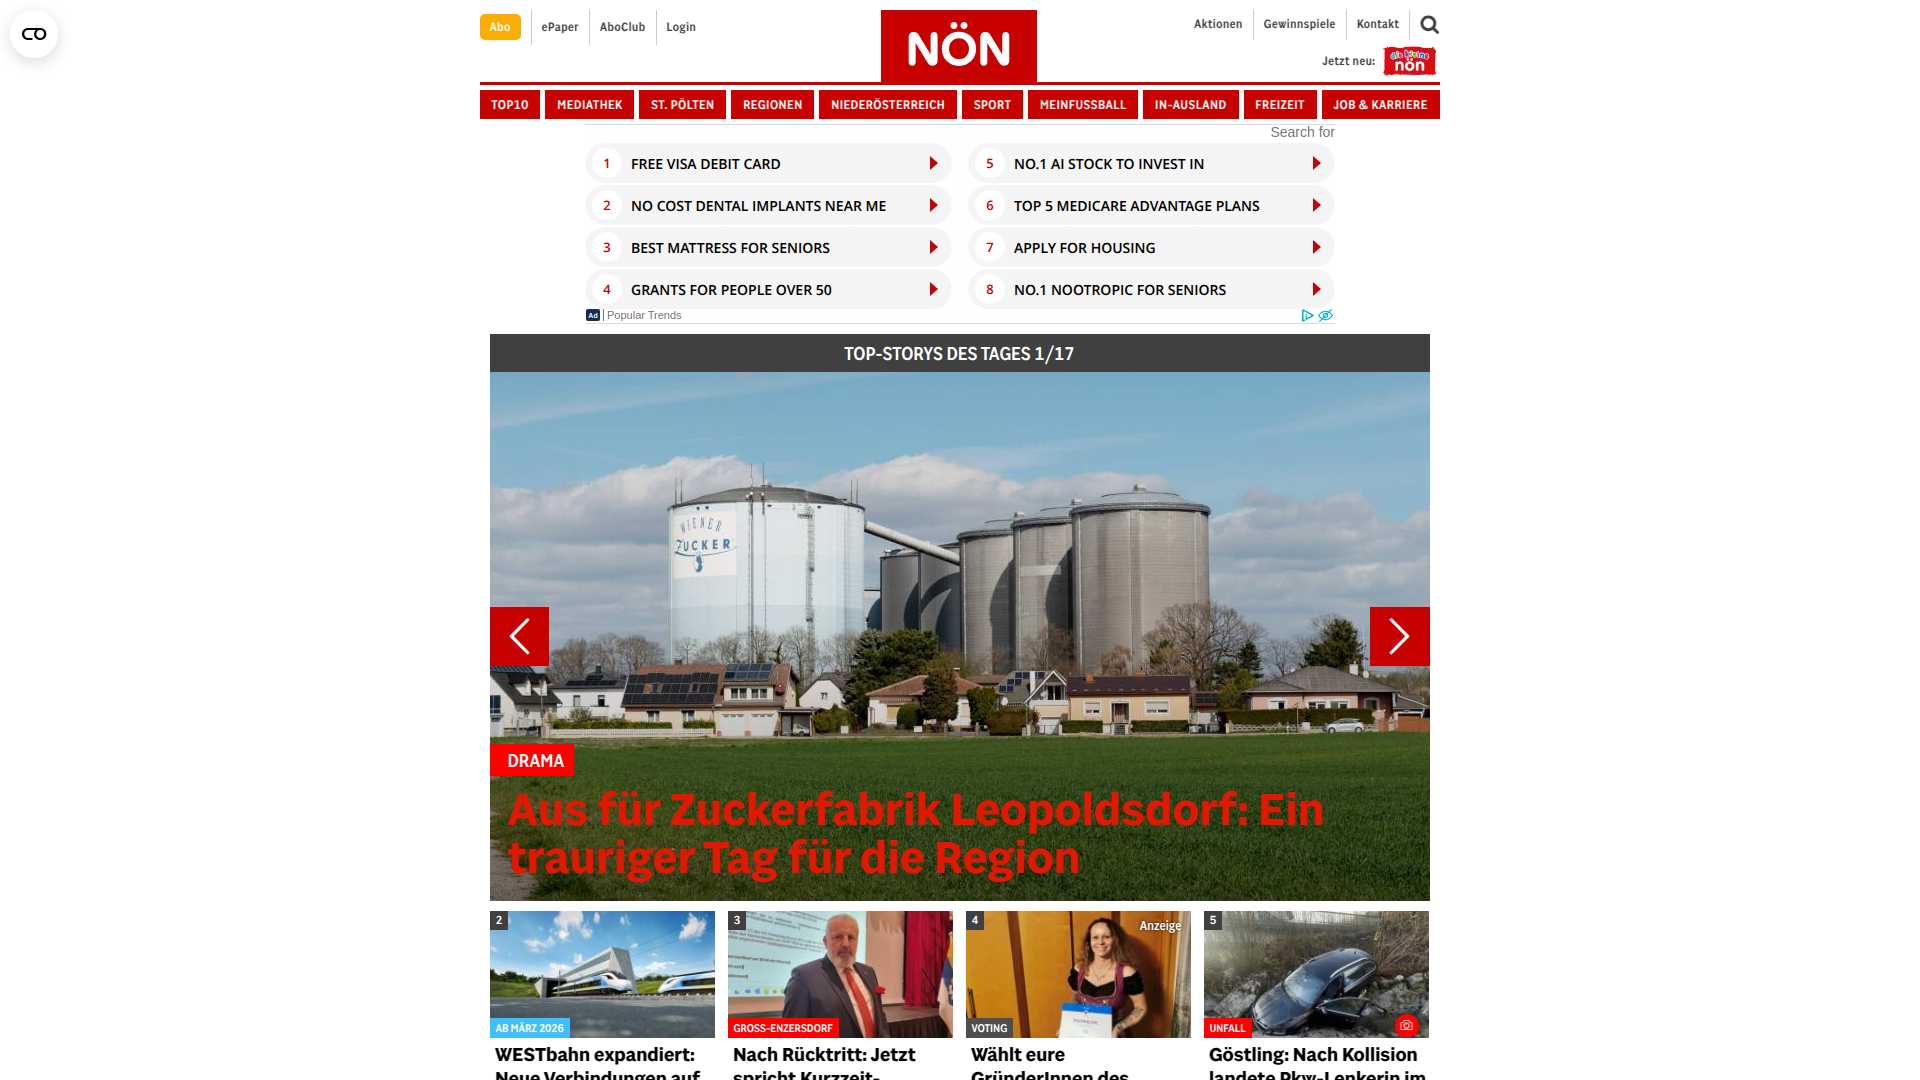 Abo
ePaper
AboClub
Login
NÖN
Aktionen
Gewinnspiele
Kontakt
Jetzt neu:
die kleine
nön
TOP10
MEDIATHEK
ST. PÖLTEN
REGIONEN
NIEDERÖSTERREICH
SPORT
MEINFUSSBALL
IN-AUSLAND
FREIZEIT
JOB & KARRIERE
Search for
1 FREE VISA DEBIT CARD
2 NO COST DENTAL IMPLANTS NEAR ME
3 BEST MATTRESS FOR SENIORS
4 GRANTS FOR PEOPLE OVER 50
5 NO.1 AI STOCK TO INVEST IN
6 TOP 5 MEDICARE ADVANTAGE PLANS
7 APPLY FOR HOUSING
8 NO.1 NOOTROPIC FOR SENIORS
Ad Popular Trends
TOP-STORYS DES TAGES 1/17
WIENER
ZUCKER
DRAMA
Aus für Zuckerfabrik Leopoldsdorf: Ein
trauriger Tag für die Region
2
AB MÄRZ 2026
WESTbahn expandiert:
Neue Verbindungen auf
3
GROSS-ENZERSDORF
Nach Rücktritt: Jetzt
spricht Kurzzeit-
4
Anzeige
VOTING
Wählt eure
GründerInnen des
5
UNFALL
Göstling: Nach Kollision
landete Pkw-Lenkerin im